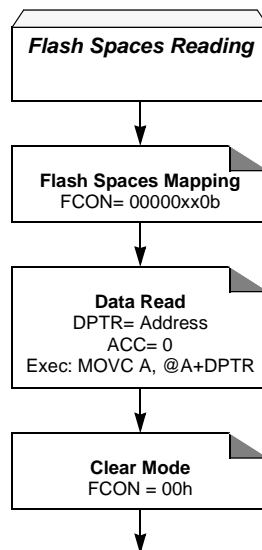 Flash Spaces Reading
Flash Spaces Mapping
FCON= 00000xx0b
Data Read
DPTR= Address
ACC= 0
Exec: MOVC A, @A+DPTR
Clear Mode
FCON = 00h